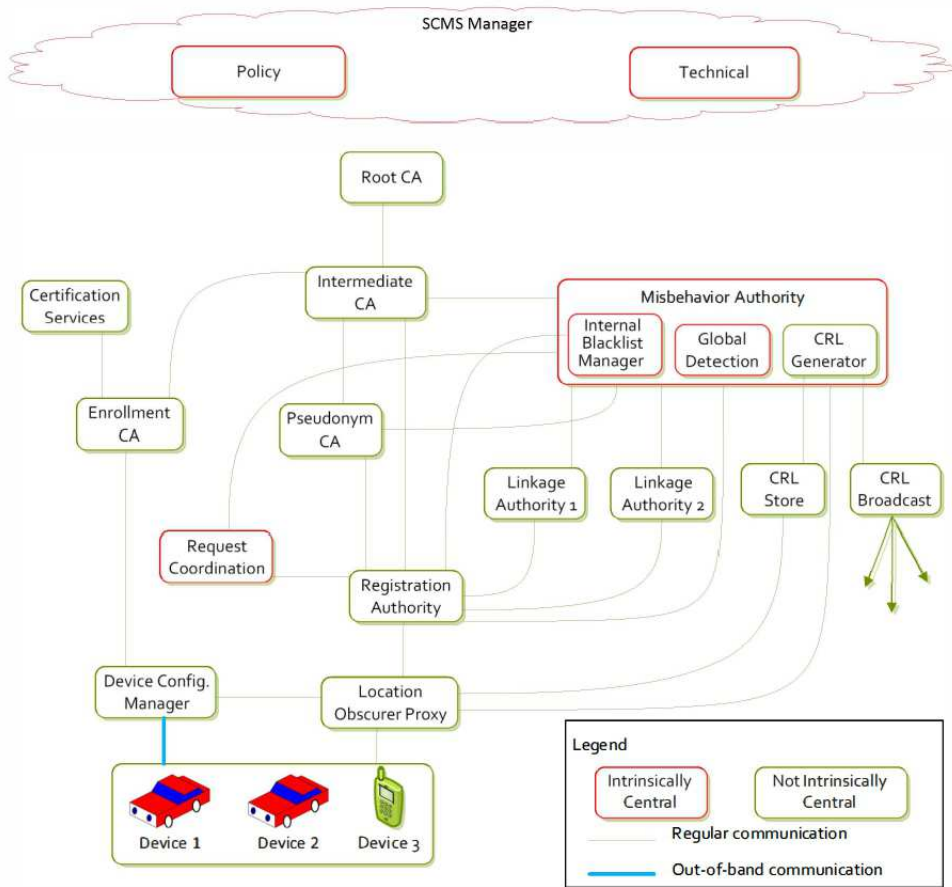 SCMS Manager
Policy
Technical
Root CA
Intermediate
CA
Certification
Services
Misbehavior Authority
Internal
Blacklist
Manager
Global
Detection
CRL
Generator
Enrollment
CA
Pseudonym
CA
Linkage
Authority 1
Linkage
Authority 2
CRL
Store
CRL
Broadcast
Request
Coordination
Registration
Authority
Device Config.
Manager
Location
Obscurer Proxy
Device 1
Device 2
Device 3
Legend
Intrinsically
Central
Not Intrinsically
Central
Regular communication
Out-of-band communication